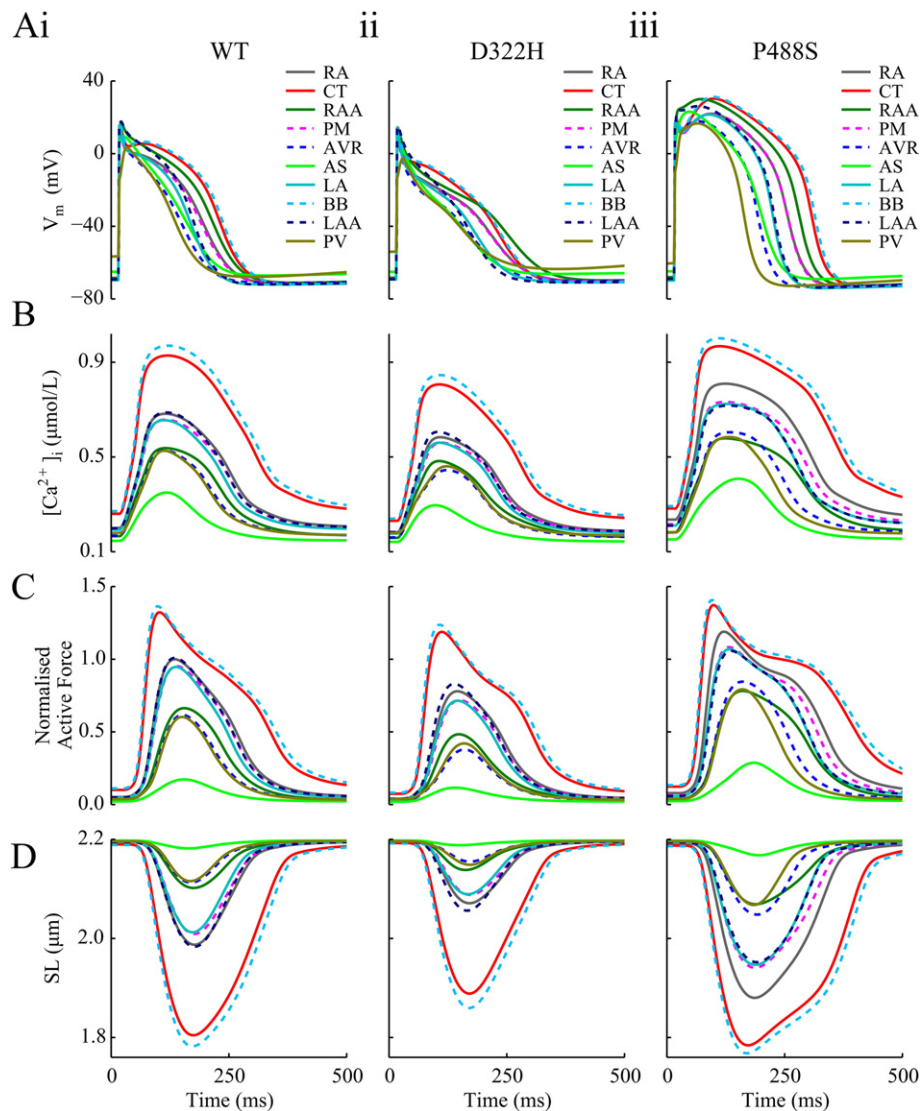 Ai
ii
iii
WT
D322H
P488S
RA
CT
RAA
PM
AVR
AS
LA
BB
LAA
PV
RA
CT
RAA
PM
AVR
AS
LA
BB
LAA
PV
RA
CT
RAA
PM
AVR
AS
LA
BB
LAA
PV
Vm (mV)
40
0
−40
−80
B
[Ca2+]i (µmol/L)
0.9
0.5
0.1
C
Normalised
Active Force
1.5
1.0
0.5
0.0
D
SL (µm)
2.2
2.0
1.8
0 250 500
0 250 500
0 250 500
Time (ms)
Time (ms)
Time (ms)